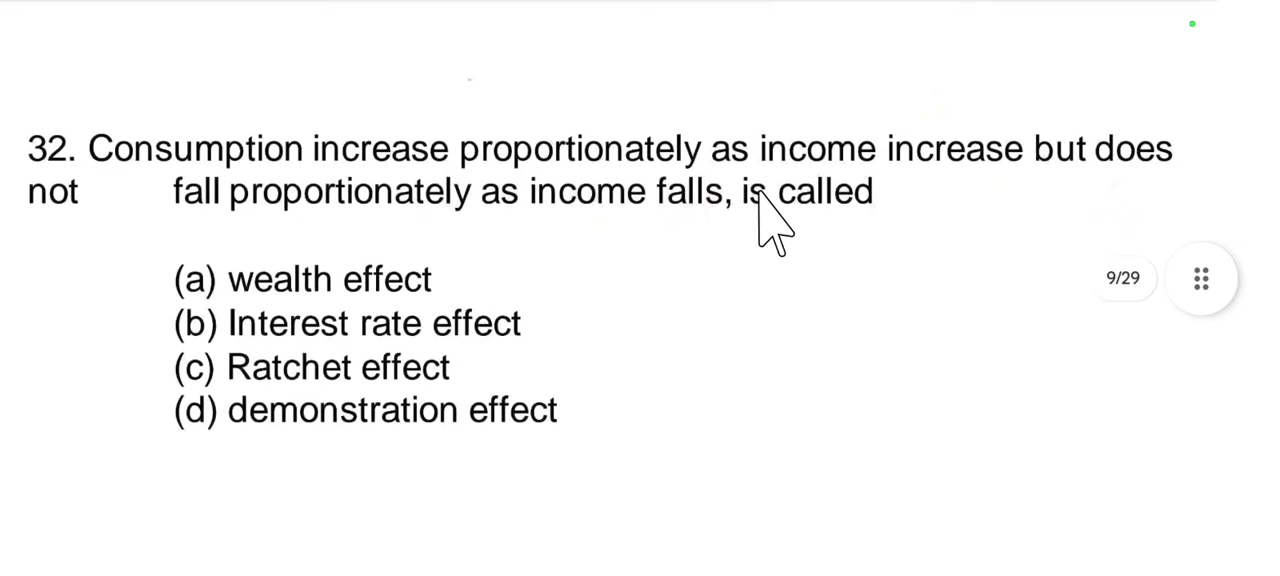 32. Consumption increase proportionately as income increase but does
not fall proportionately as income falls, is called
(a) wealth effect
(b) Interest rate effect
(c) Ratchet effect
(d) demonstration effect
9/29